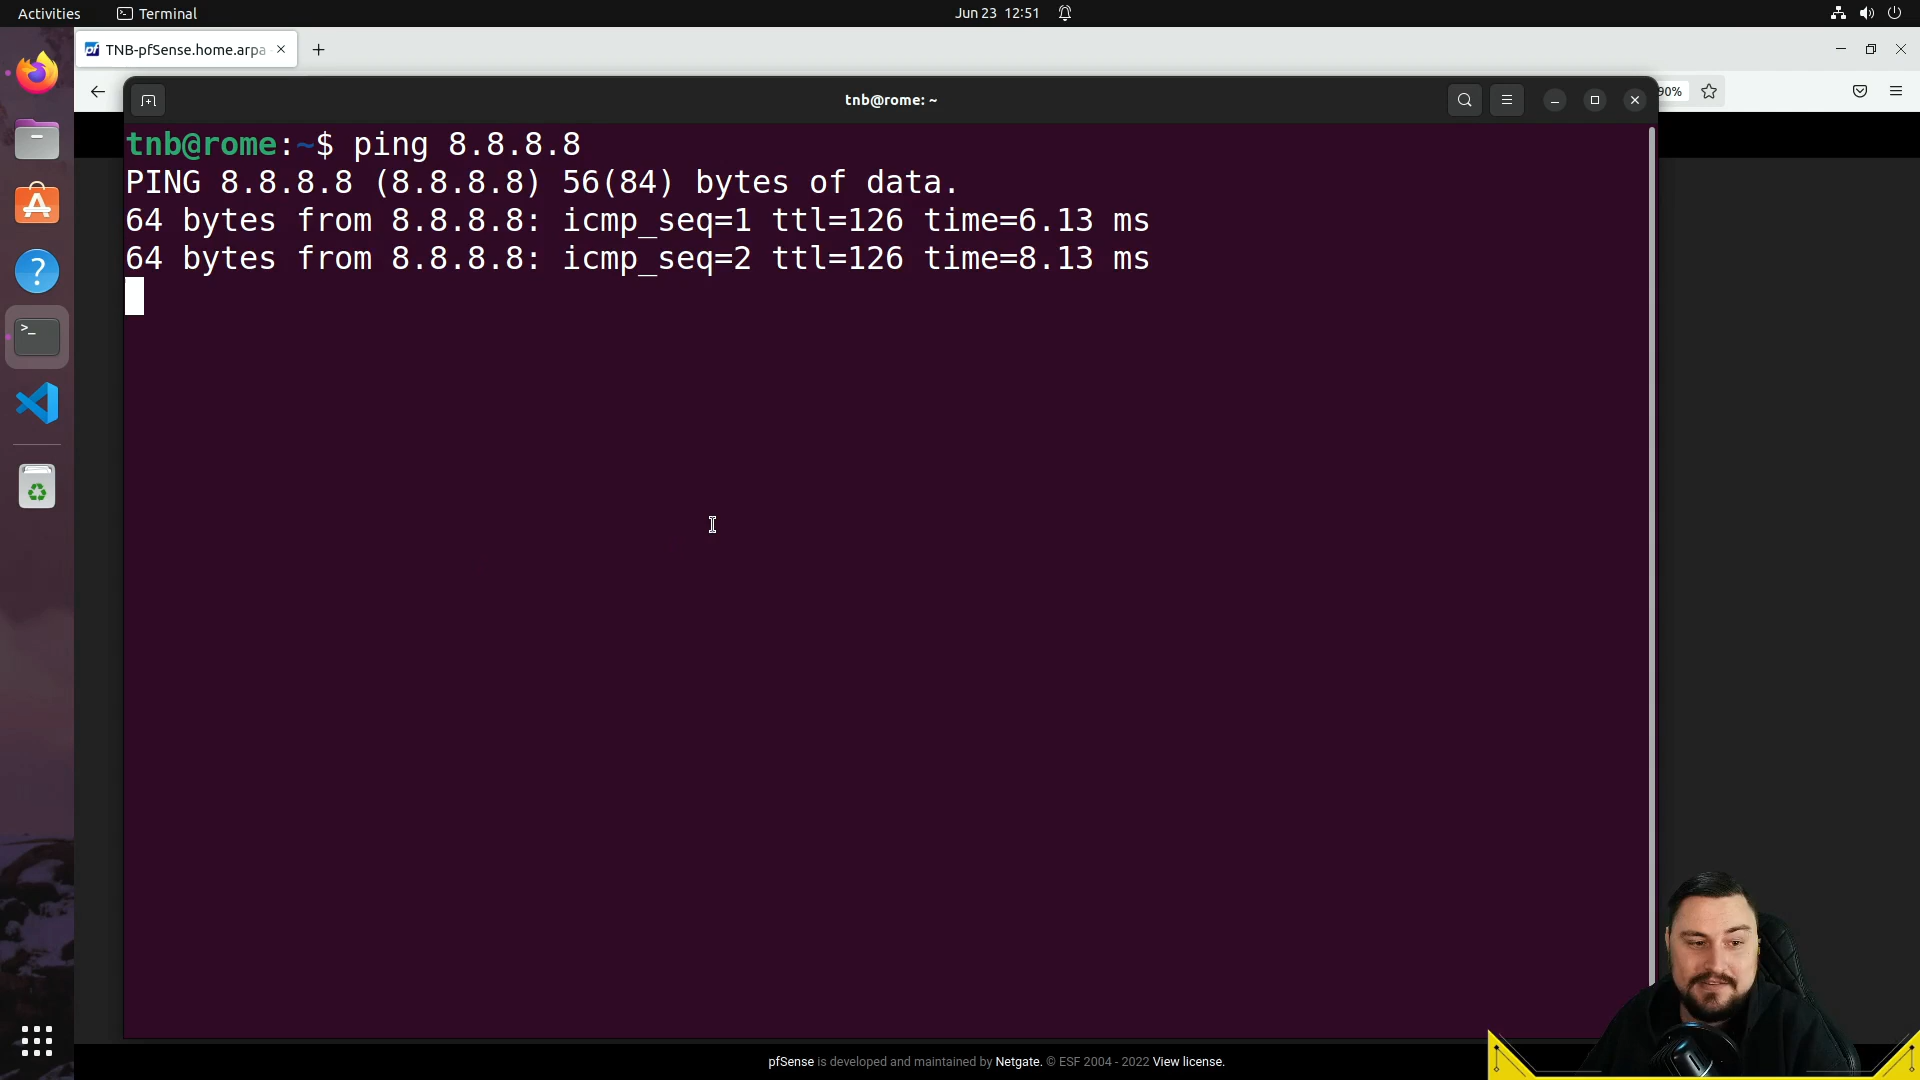 Activities
Terminal
Jun 23 12:51
TNB-pfSense.home.arpa
tnb@rome: ~
90%
tnb@rome:~$ ping 8.8.8.8
PING 8.8.8.8 (8.8.8.8) 56(84) bytes of data.
64 bytes from 8.8.8.8: icmp_seq=1 ttl=126 time=6.13 ms
64 bytes from 8.8.8.8: icmp_seq=2 ttl=126 time=8.13 ms
pfSense is developed and maintained by Netgate. © ESF 2004 - 2022 View license.